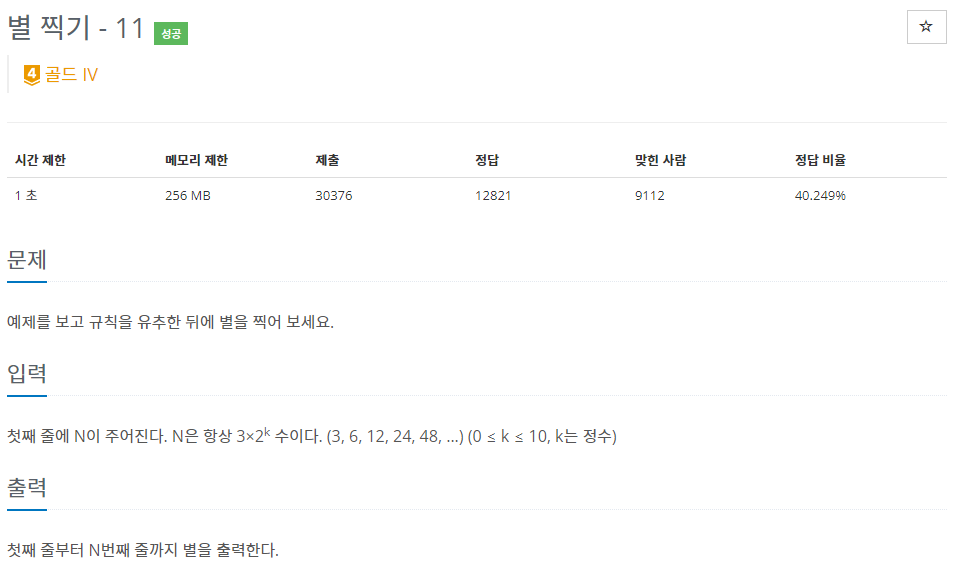 별 찍기 - 11 성공
☆
4 골드 IV
시간 제한 메모리 제한 제출 정답 맞힌 사람 정답 비율
1 초 256 MB 30376 12821 9112 40.249%
문제
예제를 보고 규칙을 유추한 뒤에 별을 찍어 보세요.
입력
첫째 줄에 N이 주어진다. N은 항상 3×2ᵏ 수이다. (3, 6, 12, 24, 48, ...) (0 ≤ k ≤ 10, k는 정수)
출력
첫째 줄부터 N번째 줄까지 별을 출력한다.